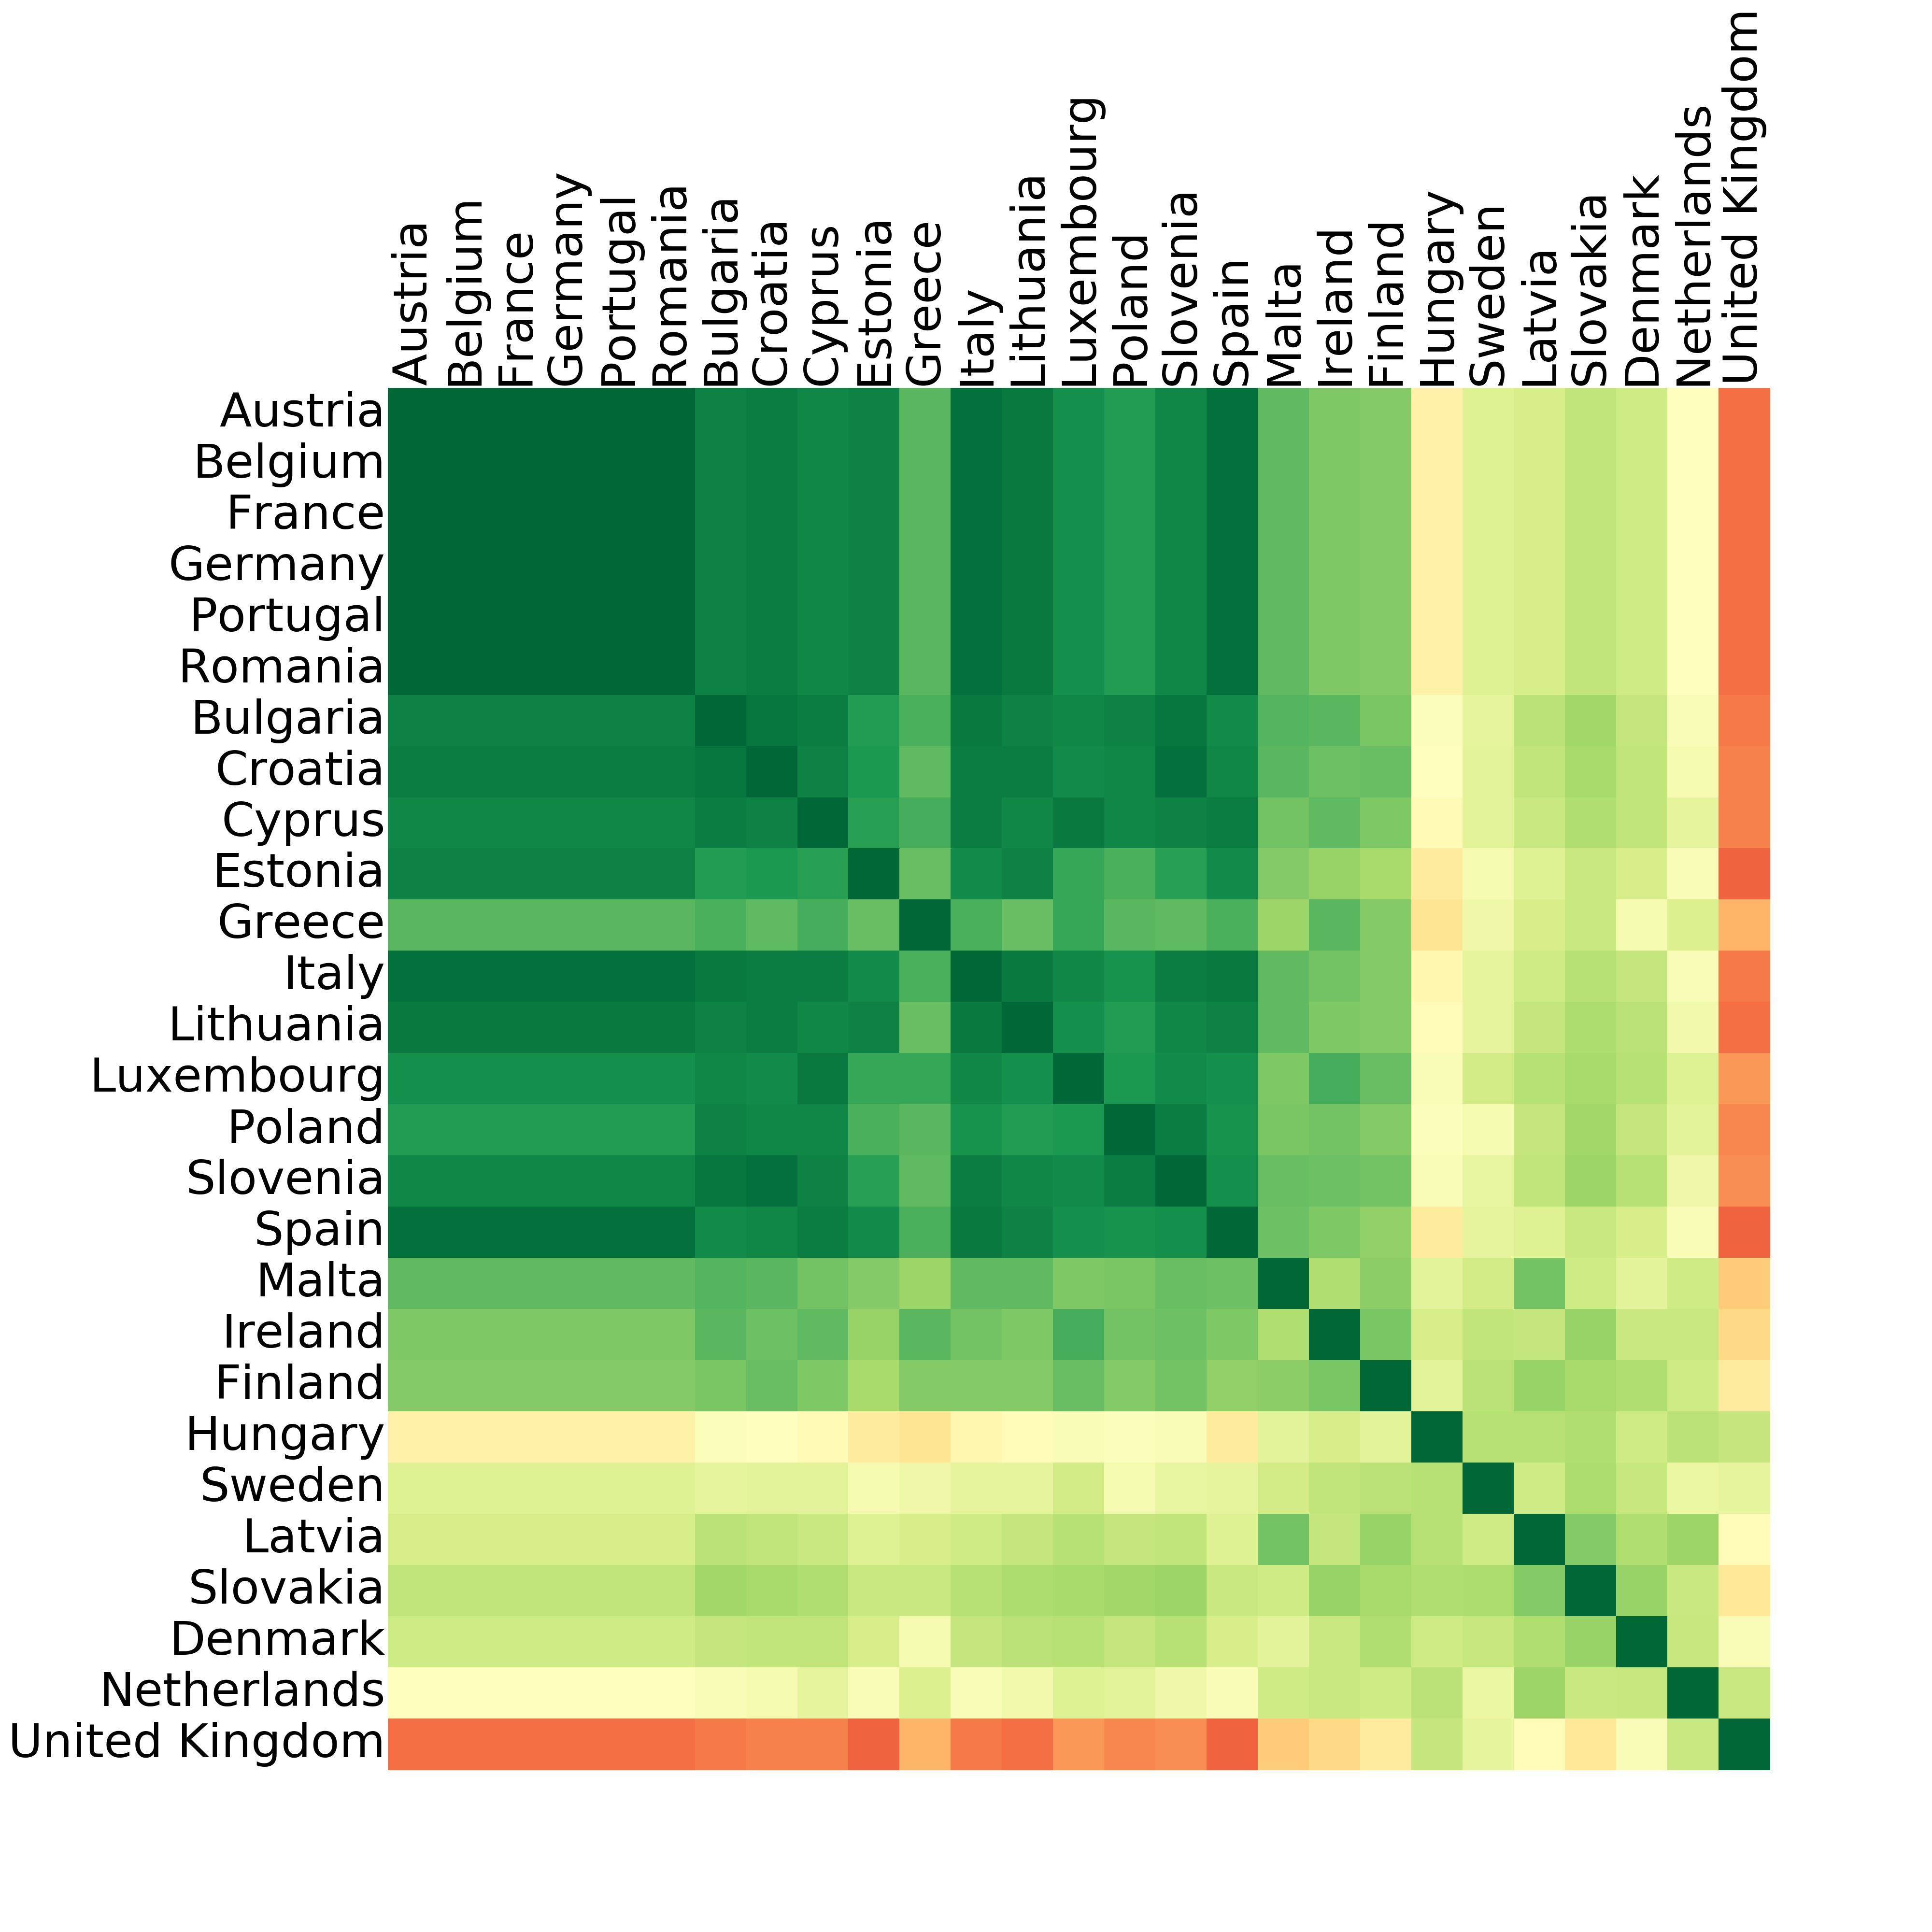 Austria
Belgium
France
Germany
Portugal
Romania
Bulgaria
Croatia
Cyprus
Estonia
Greece
Italy
Lithuania
Luxembourg
Poland
Slovenia
Spain
Malta
Ireland
Finland
Hungary
Sweden
Latvia
Slovakia
Denmark
Netherlands
United Kingdom
Austria
Belgium
France
Germany
Portugal
Romania
Bulgaria
Croatia
Cyprus
Estonia
Greece
Italy
Lithuania
Luxembourg
Poland
Slovenia
Spain
Malta
Ireland
Finland
Hungary
Sweden
Latvia
Slovakia
Denmark
Netherlands
United Kingdom